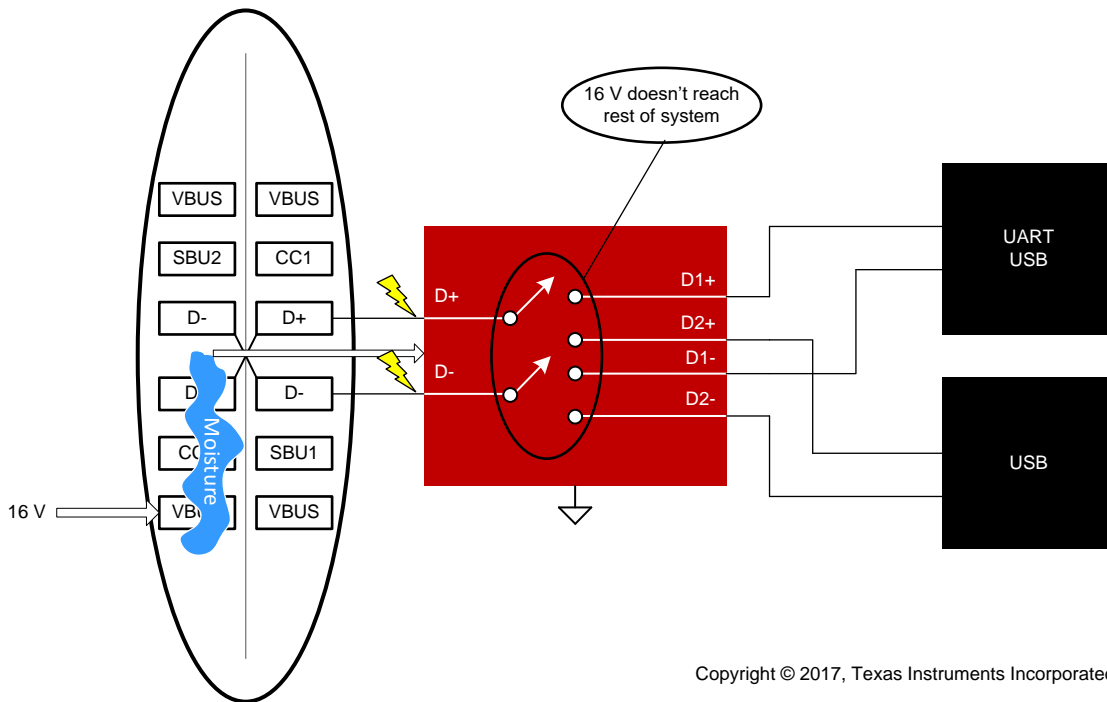 16 V doesn't reach
rest of system
VBUS
VBUS
SBU2
CC1
D-
D+
D-
CC
SBU1
VBUS
Moisture
16 V
D+
D-
D1+
D2+
D1-
D2-
UART
USB
USB
Copyright © 2017, Texas Instruments Incorporated